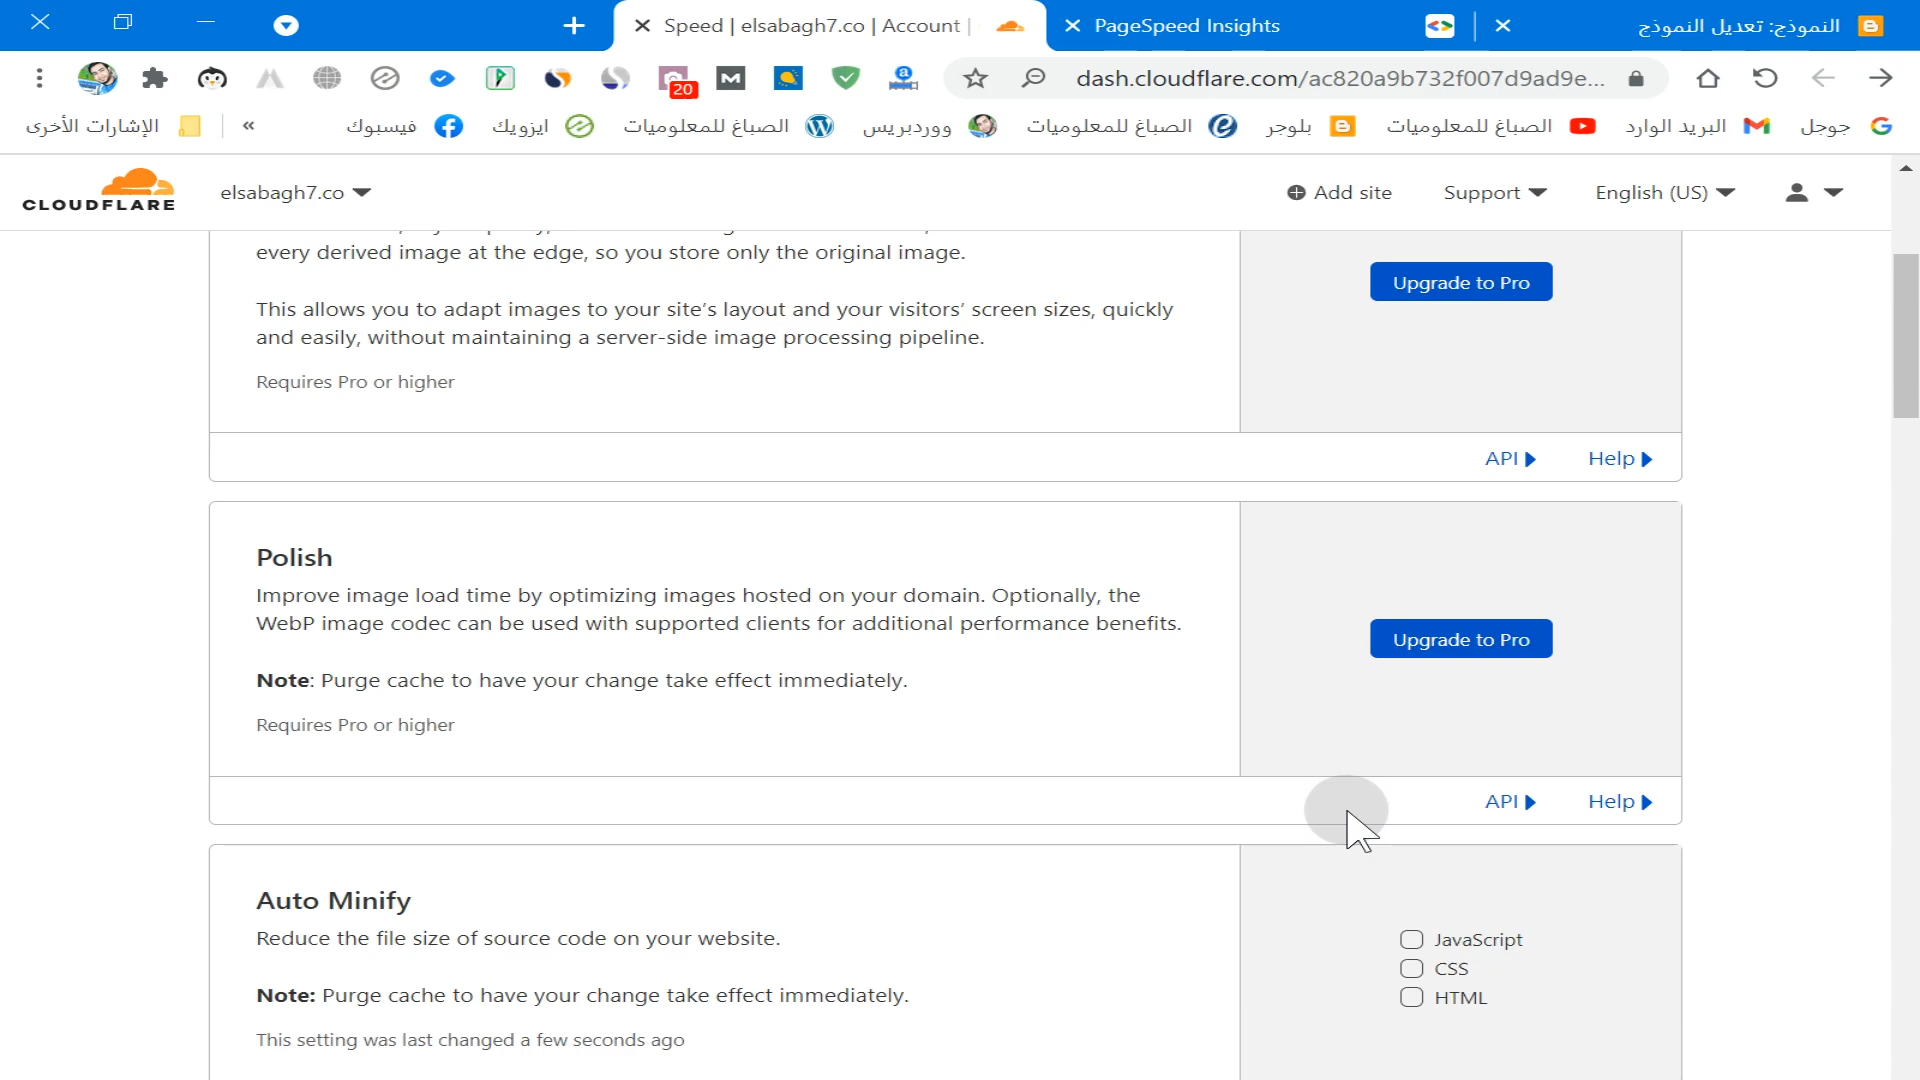 Speed | elsabagh7.co | Account |
PageSpeed Insights
النموذج: تعديل النموذج
20
dash.cloudflare.com/ac820a9b732f007d9ad9e...
جوجل
البريد الوارد
الصباغ للمعلوميات
بلوجر
الصباغ للمعلوميات
ووردبريس
الصباغ للمعلوميات
ايزويك
فيسبوك
»
الإشارات الأخرى
CLOUDFLARE
elsabagh7.co
Add site
Support
English (US)
every derived image at the edge, so you store only the original image.
This allows you to adapt images to your site’s layout and your visitors’ screen sizes, quickly
and easily, without maintaining a server-side image processing pipeline.
Requires Pro or higher
Upgrade to Pro
API
Help
Polish
Improve image load time by optimizing images hosted on your domain. Optionally, the
WebP image codec can be used with supported clients for additional performance benefits.
Note: Purge cache to have your change take effect immediately.
Requires Pro or higher
Upgrade to Pro
API
Help
Auto Minify
Reduce the file size of source code on your website.
Note: Purge cache to have your change take effect immediately.
This setting was last changed a few seconds ago
JavaScript
CSS
HTML